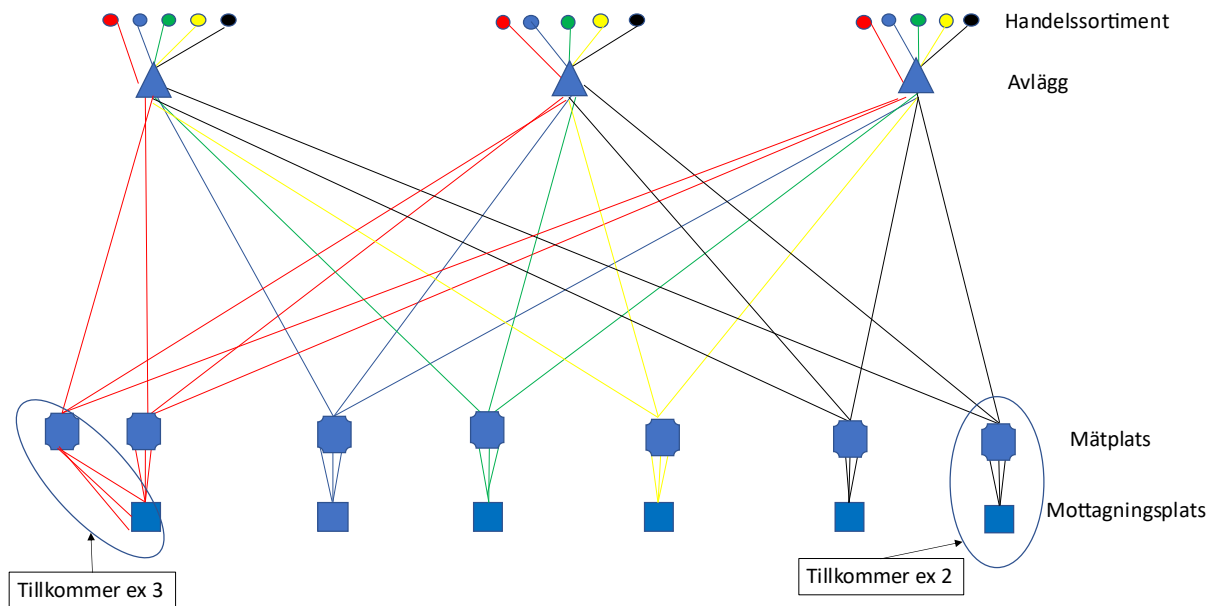 Handelssortiment
Avlägg
Mätplats
Mottagningsplats
Tillkommer ex 3
Tillkommer ex 2